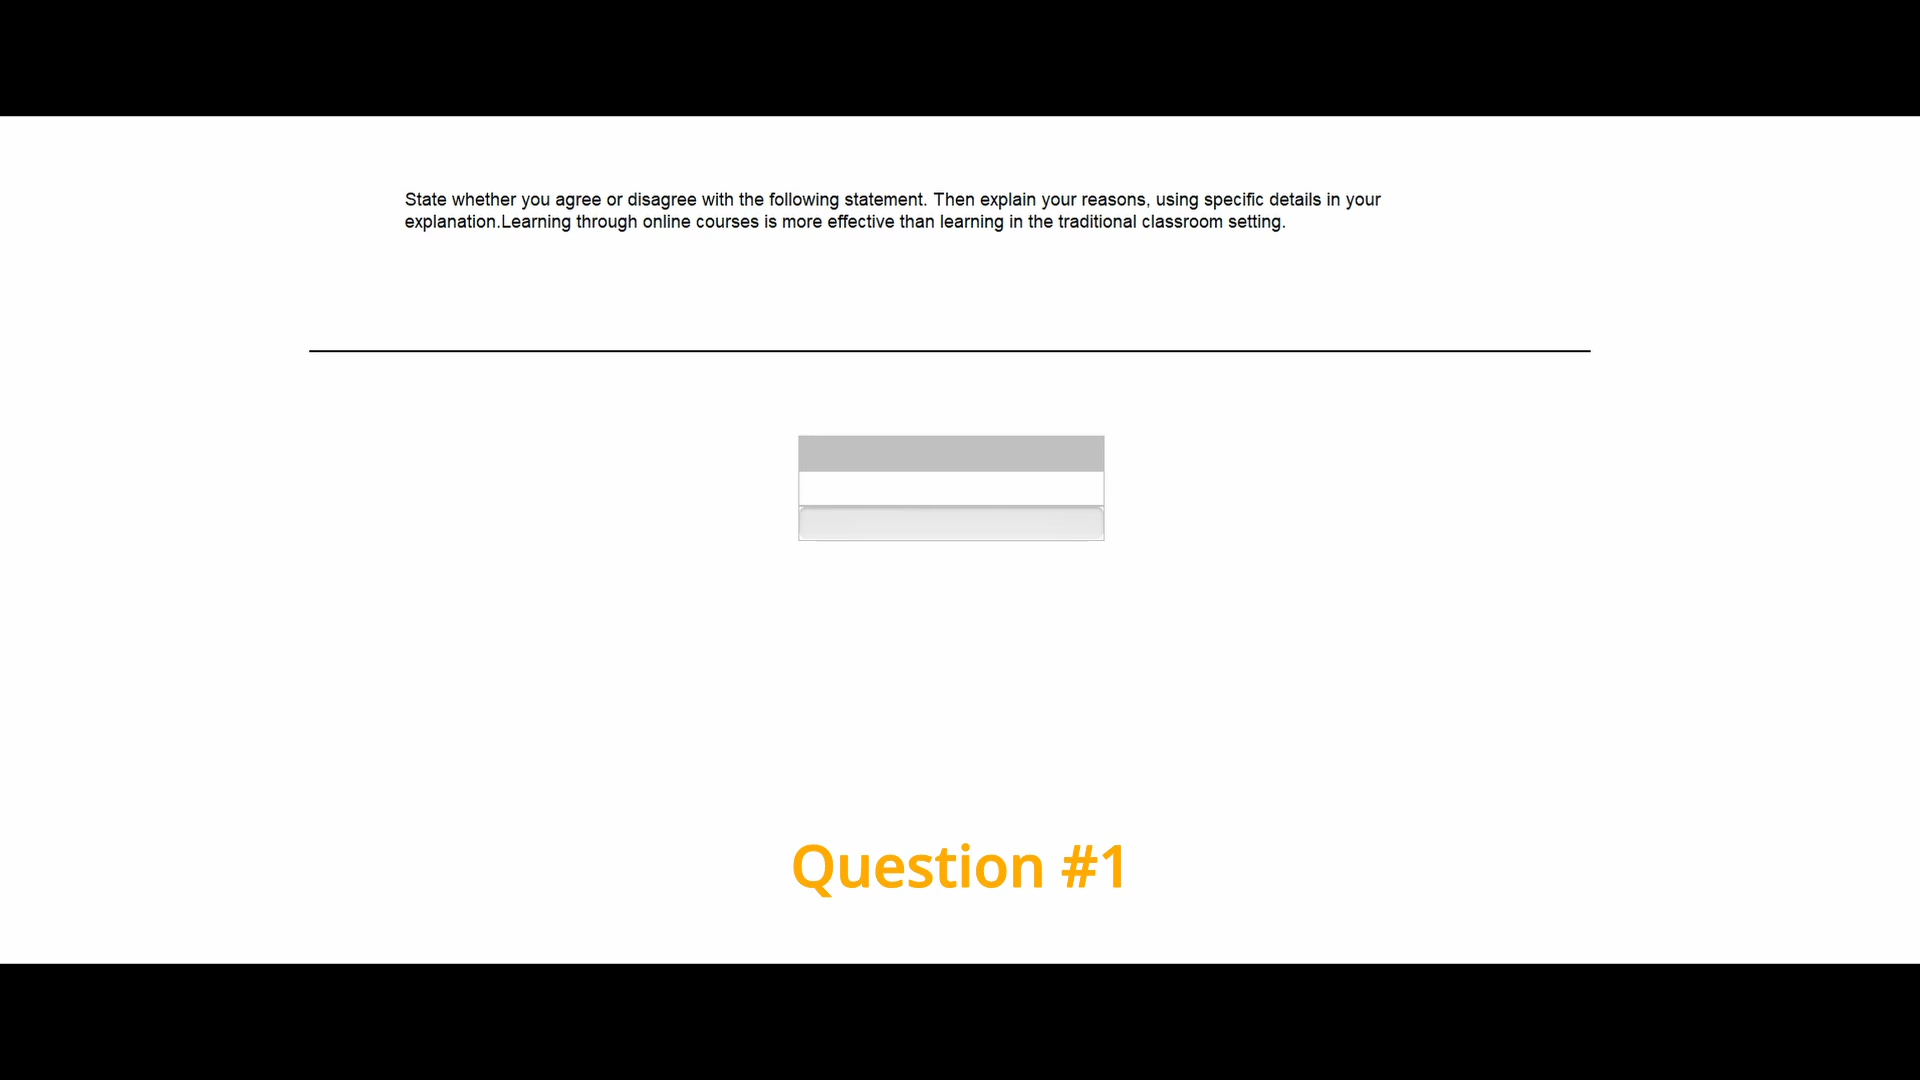 State whether you agree or disagree with the following statement. Then explain your reasons, using specific details in your
explanation.Learning through online courses is more effective than learning in the traditional classroom setting.
Question #1